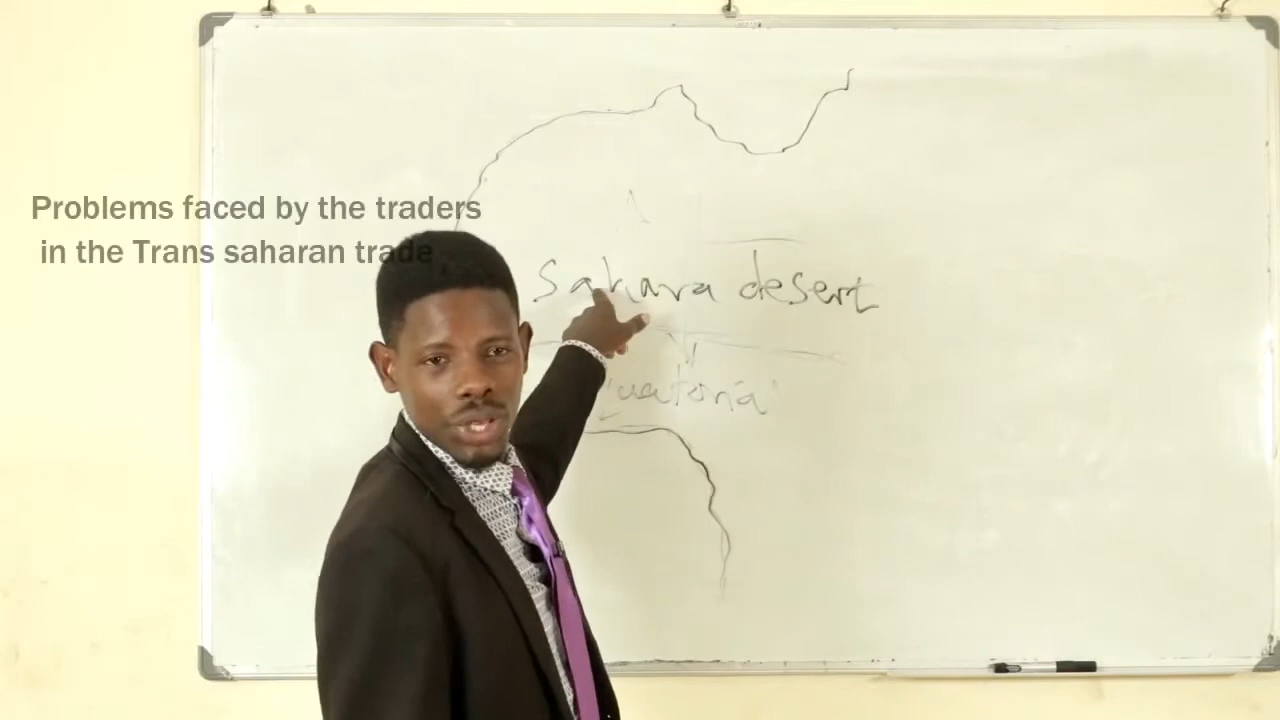 Problems faced by the traders
in the Trans saharan trade
Sahara desert